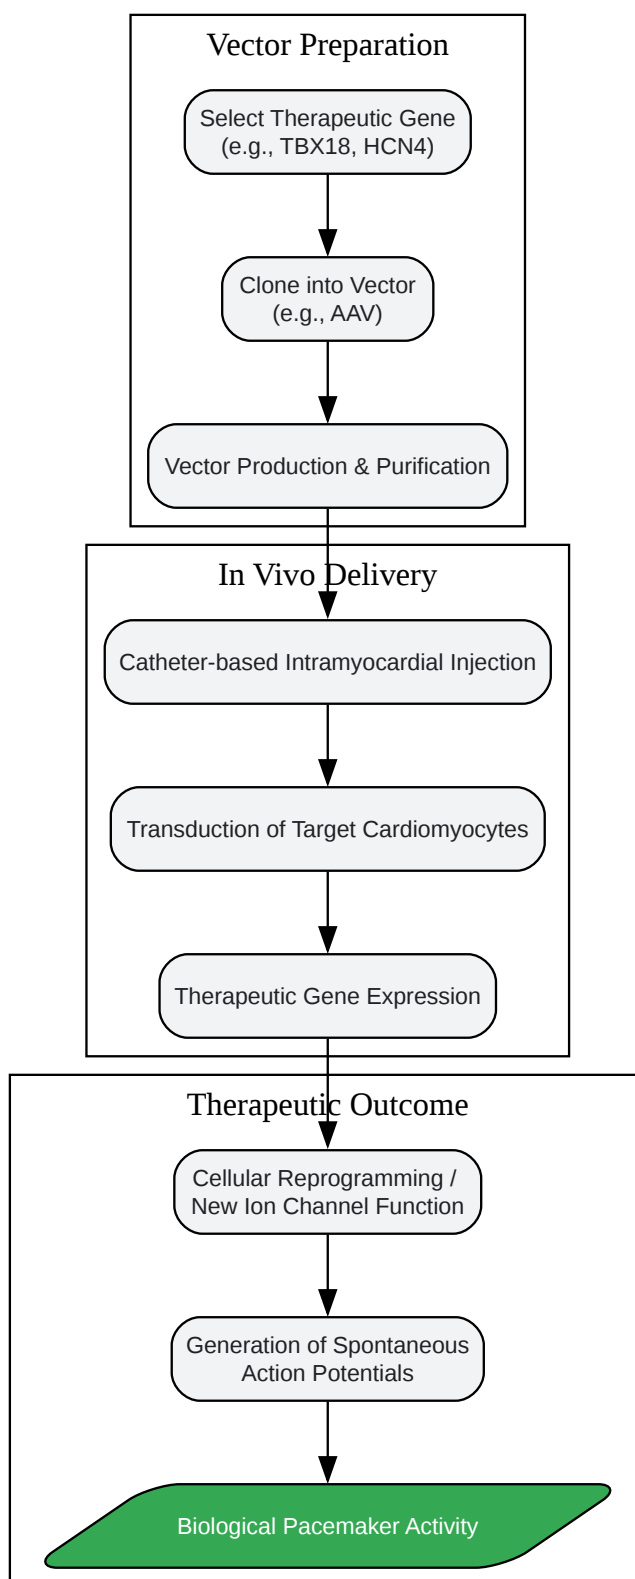 Vector Preparation
Select Therapeutic Gene
(e.g., TBX18, HCN4)
Clone into Vector
(e.g., AAV)
Vector Production & Purification
In Vivo Delivery
Catheter-based Intramyocardial Injection
Transduction of Target Cardiomyocytes
Therapeutic Gene Expression
Therapeutic Outcome
Cellular Reprogramming /
New Ion Channel Function
Generation of Spontaneous
Action Potentials
Biological Pacemaker Activity